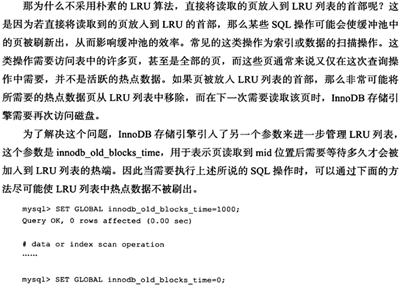 那为什么不采用朴素的 LRU 算法，直接将读取的页放入到 LRU 列表的首部呢？这
是因为若直接将读取到的页放入到 LRU 的首部，那么某些 SQL 操作可能会使缓冲池中
的页被刷新出，从而影响缓冲池的效率。常见的这类操作为索引或数据的扫描操作。这
类操作需要访问表中的许多页，甚至是全部的页，而这些页通常来说又仅在这次查询操
作中需要，并不是活跃的热点数据。如果页被放入 LRU 列表的首部，那么非常可能将
所需要的热点数据页从 LRU 列表中移除，而在下一次需要读取该页时，InnoDB 存储引
擎需要再次访问磁盘。
为了解决这个问题，InnoDB 存储引擎引入了另一个参数来进一步管理 LRU 列表，
这个参数是 innodb_old_blocks_time，用于表示页读取到 mid 位置后需要等待多久才会被
加入到 LRU 列表的热端。因此当需要执行上述所说的 SQL 操作时，可以通过下面的方
法尽可能使 LRU 列表中热点数据不被刷出。
mysql> SET GLOBAL innodb_old_blocks_time=1000;
Query OK, 0 rows affected (0.00 sec)
# data or index scan operation
……
mysql> SET GLOBAL innodb_old_blocks_time=0;